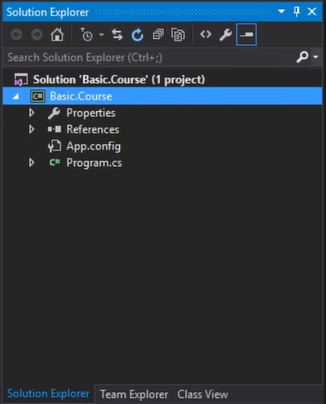 Solution Explorer
Search Solution Explorer (Ctrl+;)
Solution 'Basic.Course' (1 project)
C# Basic.Course
Properties
References
App.config
C# Program.cs
Solution Explorer Team Explorer Class View